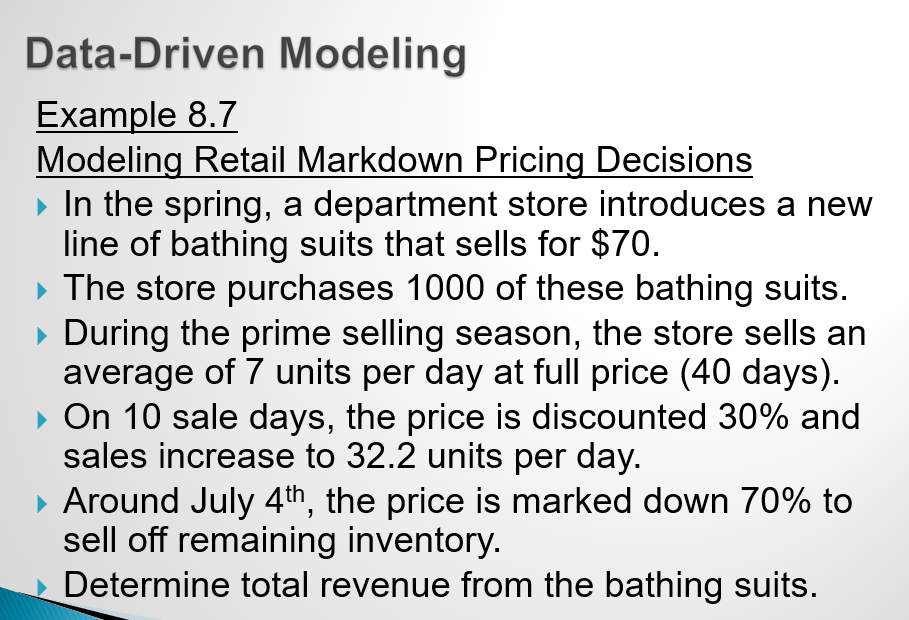 Data-Driven Modeling
Example 8.7
Modeling Retail Markdown Pricing Decisions
In the spring, a department store introduces a new
line of bathing suits that sells for $70.
The store purchases 1000 of these bathing suits.
During the prime selling season, the store sells an
average of 7 units per day at full price (40 days).
On 10 sale days, the price is discounted 30% and
sales increase to 32.2 units per day.
Around July 4th, the price is marked down 70% to
sell off remaining inventory.
Determine total revenue from the bathing suits.